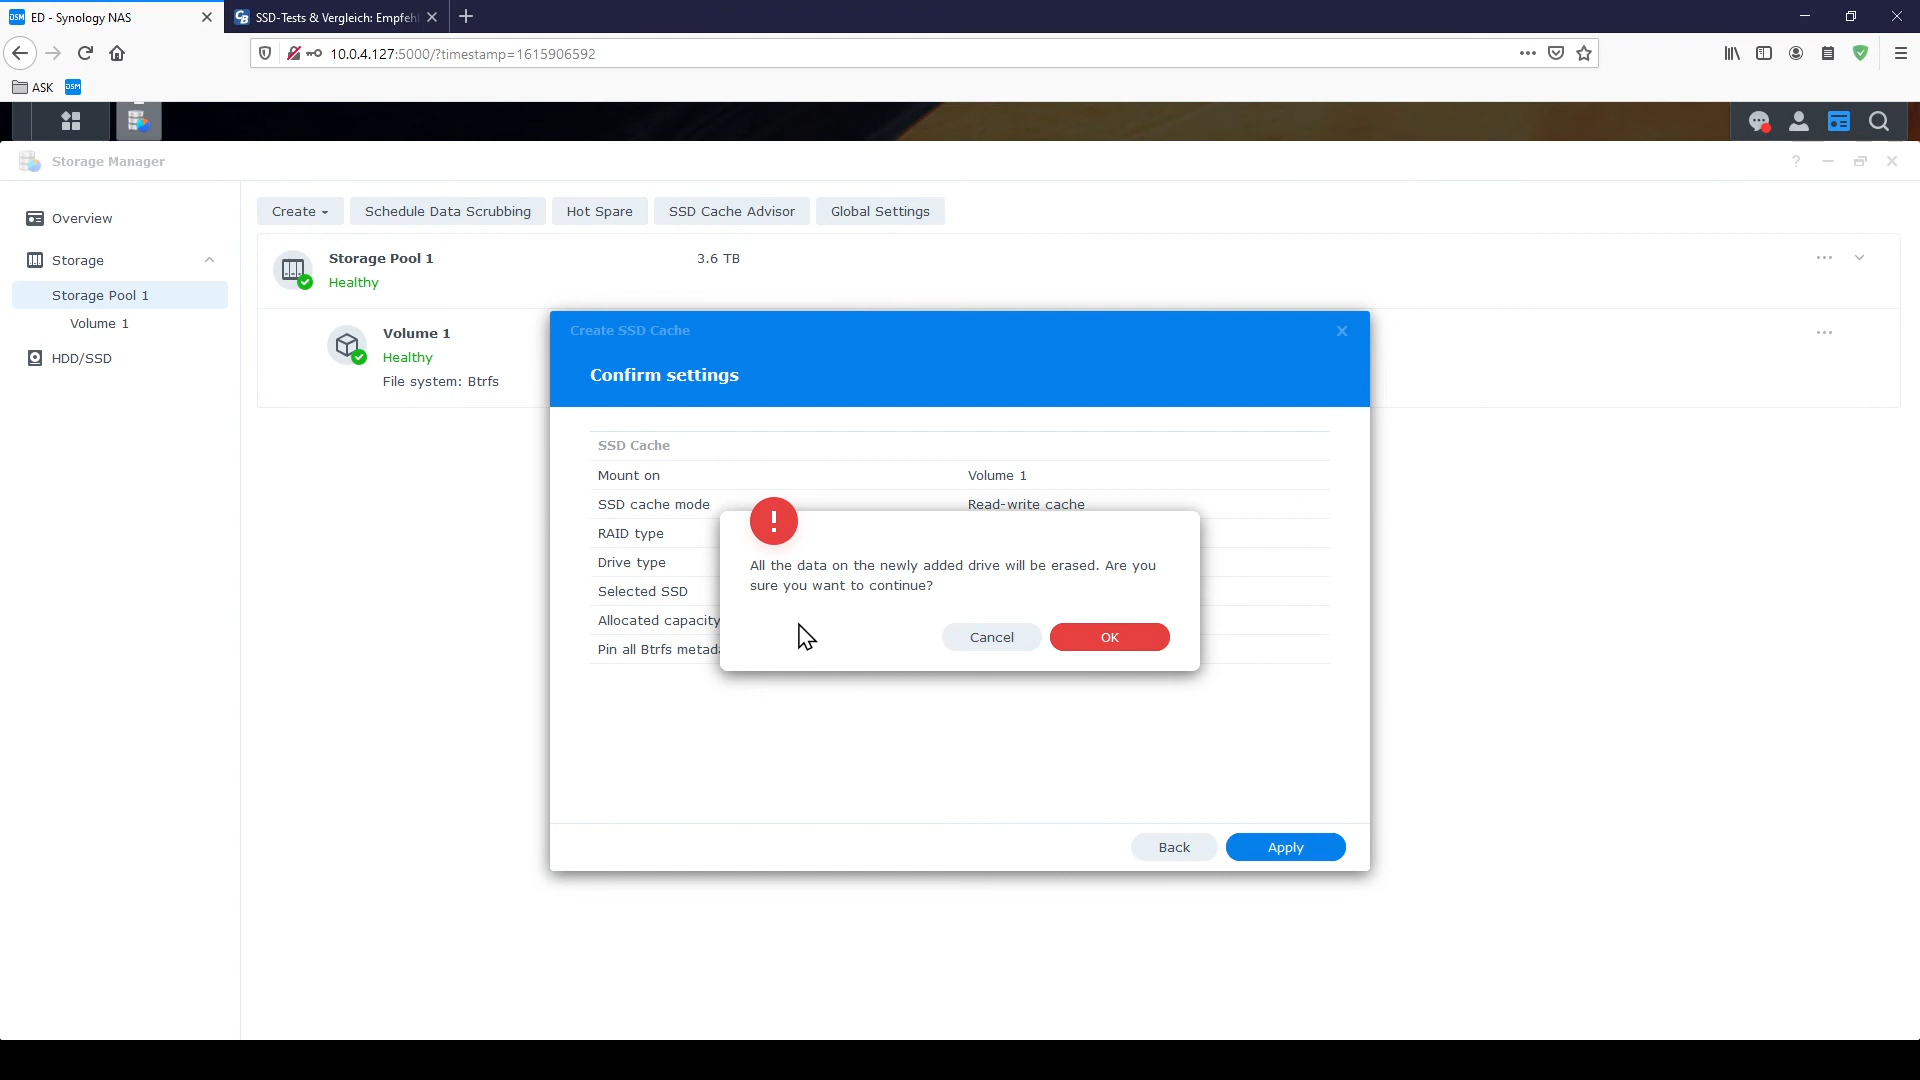 ED - Synology NAS
SSD-Tests & Vergleich: Empfehl
10.0.4.127:5000/?timestamp=1615906592
ASK
DSM
Storage Manager
Overview
Storage
Storage Pool 1
Volume 1
HDD/SSD
Create
Schedule Data Scrubbing
Hot Spare
SSD Cache Advisor
Global Settings
Storage Pool 1
3.6 TB
Healthy
Volume 1
Healthy
File system: Btrfs
Create SSD Cache
Confirm settings
SSD Cache
Mount on Volume 1
SSD cache mode Read-write cache
RAID type
Drive type
Selected SSD
Allocated capacity
Pin all Btrfs metad
All the data on the newly added drive will be erased. Are you
sure you want to continue?
Cancel
OK
Back
Apply